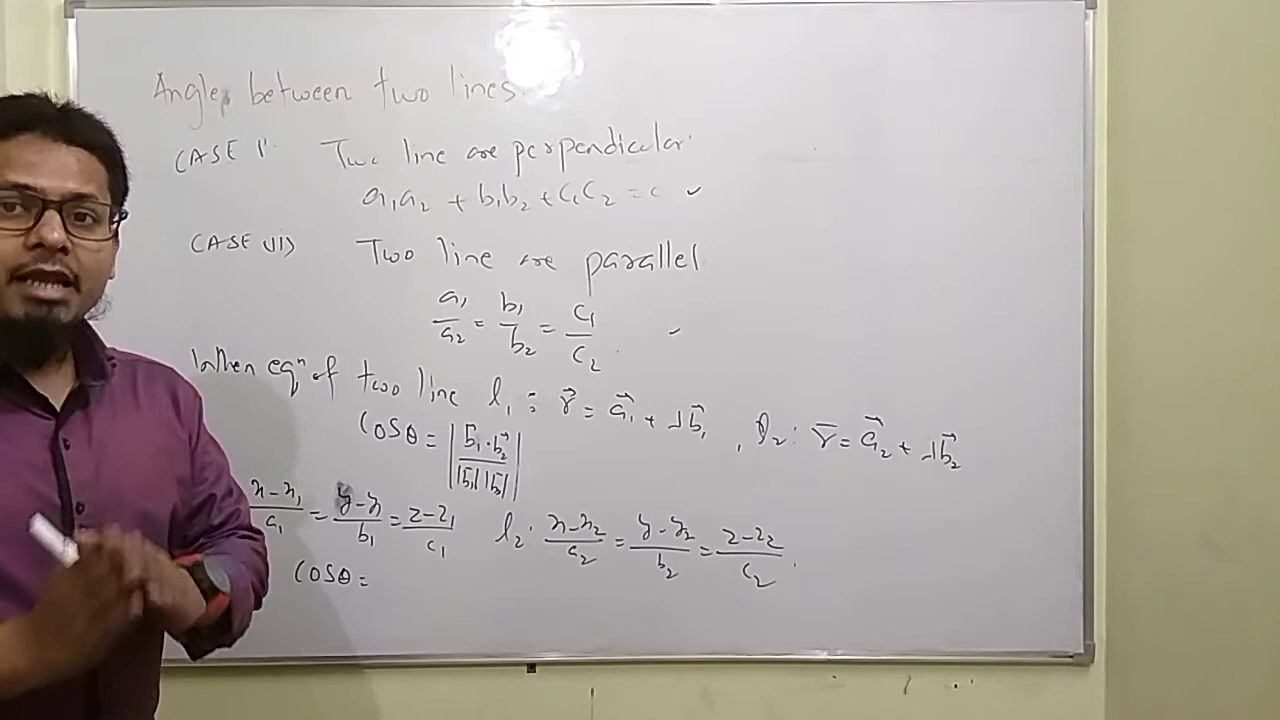 Angle between two lines.
CASE I. Two line are perpendicular
a₁a₂ + b₁b₂ + c₁c₂ = c ✓
CASE (II) Two line are parallel
a₁/a₂ = b₁/b₂ = c₁/c₂.
When eqⁿ of two line l₁ : r⃗ = a⃗₁ + λb⃗₁, l₂ : r⃗ = a⃗₂ + λb⃗₂
cosθ = |b⃗₁ · b⃗₂ / |b⃗₁| |b⃗₂||
x-x₁/a₁ = y-y₁/b₁ = z-z₁/c₁ l₂ : x-x₂/a₂ = y-y₂/b₂ = z-z₂/c₂.
cosθ =